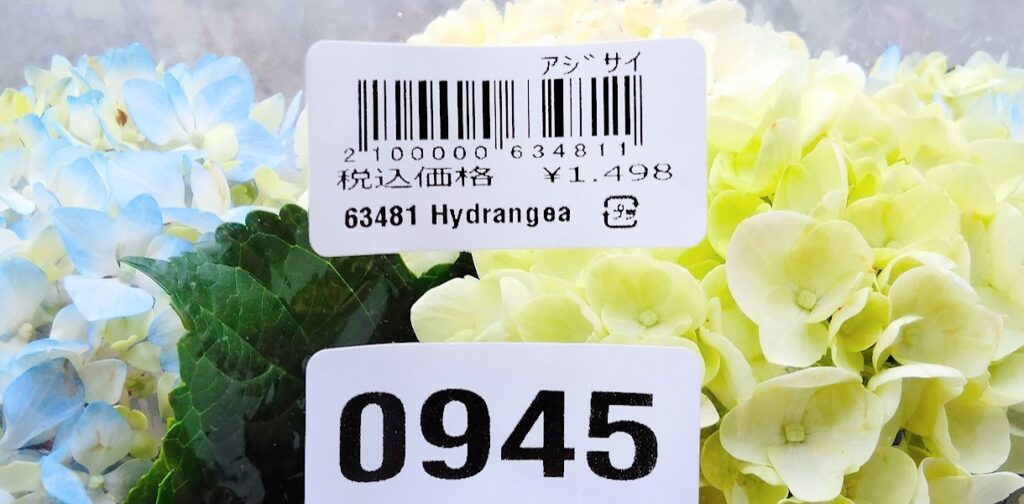 アジサイ
2 100000 634811
税込価格 ¥1.498
63481 Hydrangea
0945